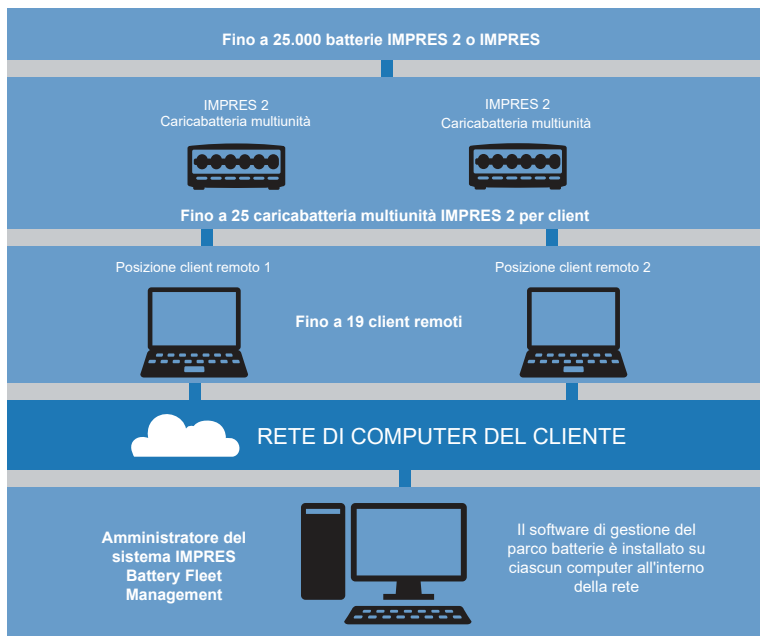 Fino a 25.000 batterie IMPRES 2 o IMPRES
IMPRES 2
Caricabatteria multiunità
IMPRES 2
Caricabatteria multiunità
Fino a 25 caricabatteria multiunità IMPRES 2 per client
Posizione client remoto 1
Posizione client remoto 2
Fino a 19 client remoti
RETE DI COMPUTER DEL CLIENTE
Amministratore del
sistema IMPRES
Battery Fleet
Management
Il software di gestione del
parco batterie è installato su
ciascun computer all'interno
della rete